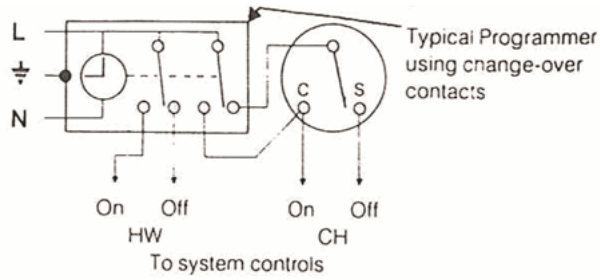 L
N
Typical Programmer
using change-over
contacts
C S
On Off On Off
HW CH
To system controls